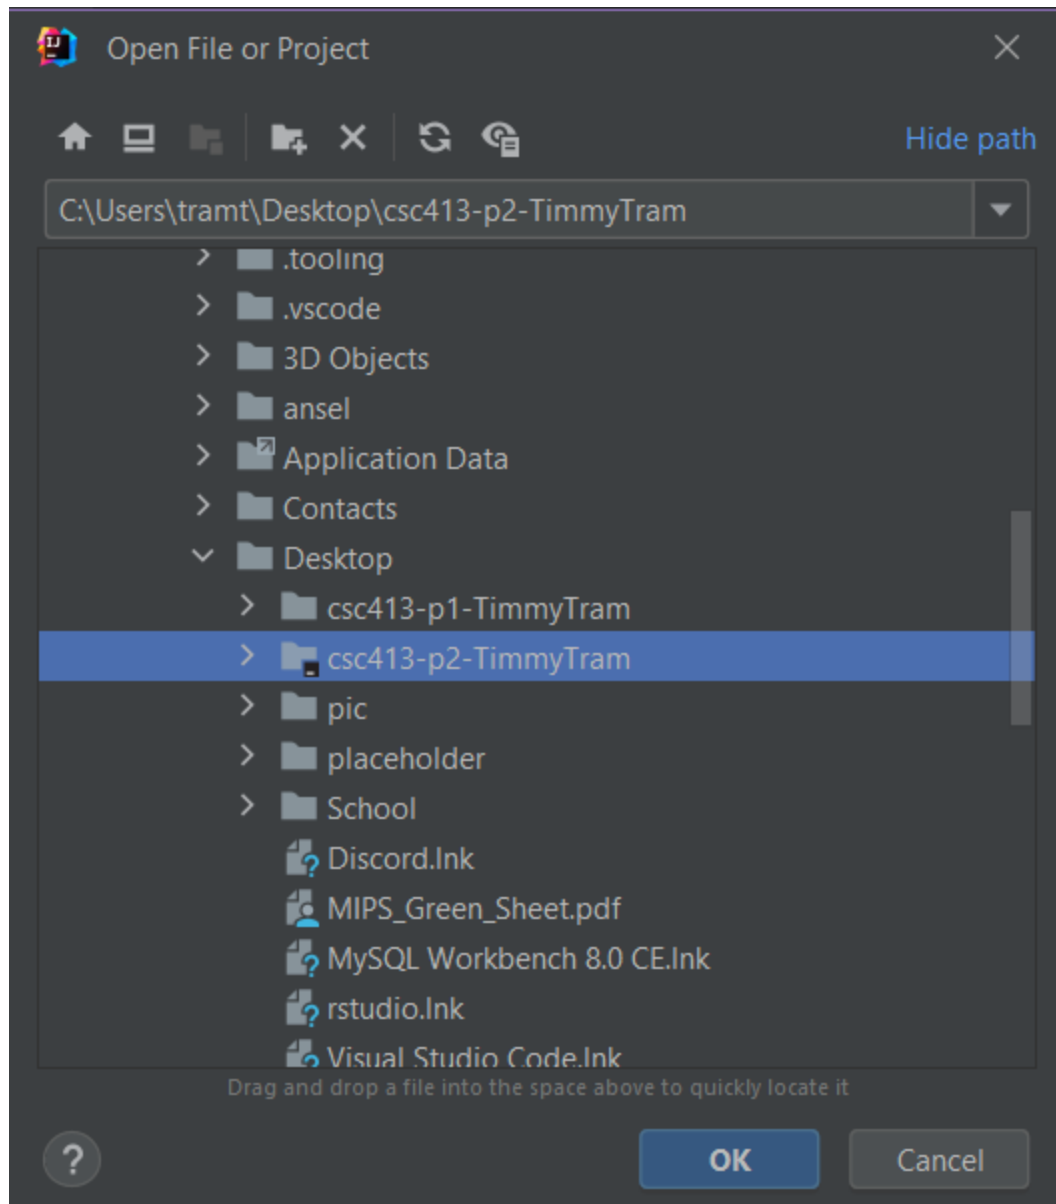 IJ
Open File or Project
Hide path
C:\Users\tramt\Desktop\csc413-p2-TimmyTram
.tooling
.vscode
3D Objects
ansel
Application Data
Contacts
Desktop
csc413-p1-TimmyTram
csc413-p2-TimmyTram
pic
placeholder
School
Discord.lnk
MIPS_Green_Sheet.pdf
MySQL Workbench 8.0 CE.lnk
rstudio.lnk
Visual Studio Code.lnk
Drag and drop a file into the space above to quickly locate it
?
OK
Cancel